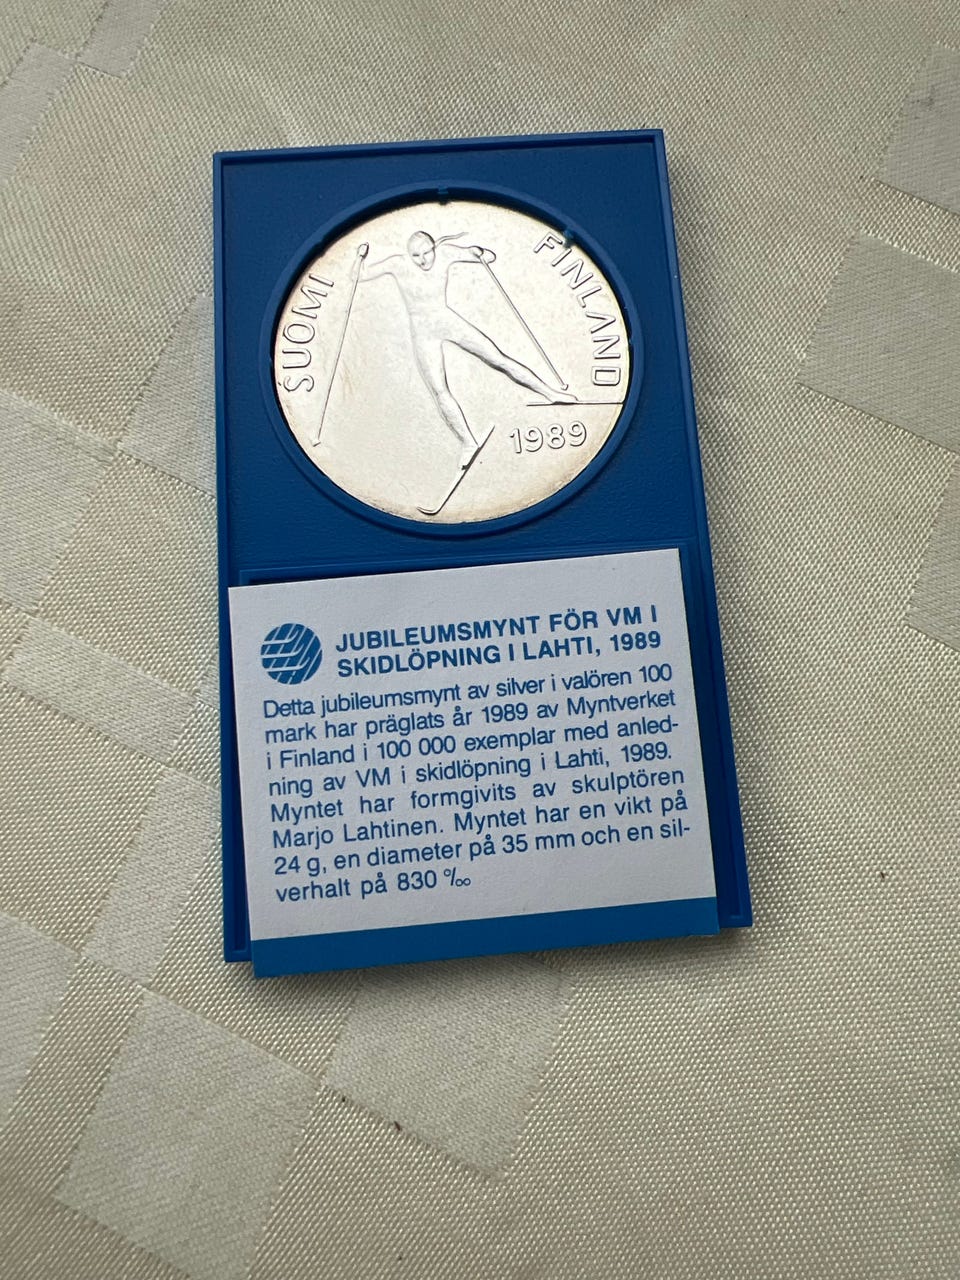 SUOMI
FINLAND
1989
JUBILEUMSMYNT FÖR VM I
SKIDLÖPNING I LAHTI, 1989
Detta jubileumsmynt av silver i valören 100
mark har präglats år 1989 av Myntverket
i Finland i 100 000 exemplar med anled-
ning av VM i skidlöpning i Lahti, 1989.
Myntet har formgivits av skulptören
Marjo Lahtinen. Myntet har en vikt på
24 g, en diameter på 35 mm och en sil-
verhalt på 830 ‰